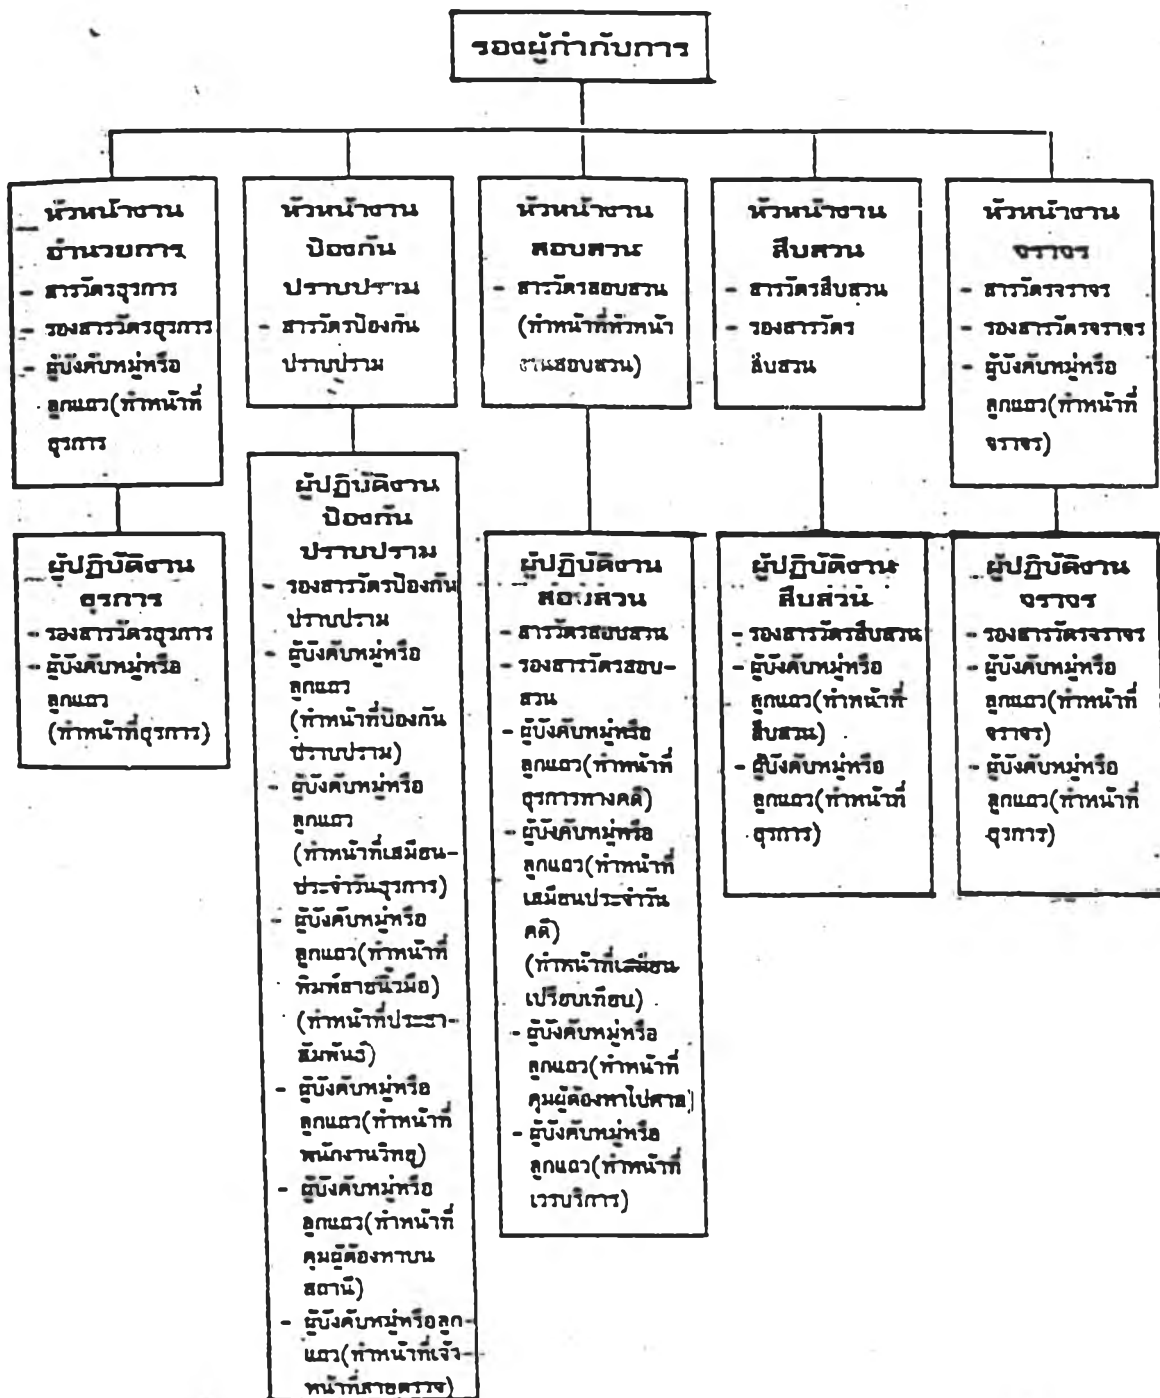 รองผู้กำกับการ
หัวหน้างาน
อำนวยการ
- สารวัตรธุรการ
- รองสารวัตรธุรการ
- ผู้บังคับหมู่หรือ
ลูกแถว(ทำหน้าที่
ธุรการ
หัวหน้างาน
ป้องกัน
ปราบปราม
- สารวัตรป้องกัน
ปราบปราม
หัวหน้างาน
สอบสวน
- สารวัตรสอบสวน
(ทำหน้าที่หัวหน้า
งานสอบสวน)
หัวหน้างาน
สืบสวน
- สารวัตรสืบสวน
- รองสารวัตร
สืบสวน
หัวหน้างาน
จราจร
- สารวัตรจราจร
- รองสารวัตรจราจร
- ผู้บังคับหมู่หรือ
ลูกแถว(ทำหน้าที่
จราจร)
ผู้ปฏิบัติงาน
ธุรการ
- รองสารวัตรธุรการ
- ผู้บังคับหมู่หรือ
ลูกแถว
(ทำหน้าที่ธุรการ)
ผู้ปฏิบัติงาน
ป้องกัน
ปราบปราม
- รองสารวัตรป้องกัน
ปราบปราม
- ผู้บังคับหมู่หรือ
ลูกแถว
(ทำหน้าที่ป้องกัน
ปราบปราม)
- ผู้บังคับหมู่หรือ
ลูกแถว
(ทำหน้าที่เสมียน-
ประจำวันธุรการ)
- ผู้บังคับหมู่หรือ
ลูกแถว(ทำหน้าที่
พิมพ์ลายนิ้วมือ)
(ทำหน้าที่ประชา-
สัมพันธ์)
- ผู้บังคับหมู่หรือ
ลูกแถว(ทำหน้าที่
พนักงานวิทยุ)
- ผู้บังคับหมู่หรือ
ลูกแถว(ทำหน้าที่
คุมผู้ต้องหาบน
สถานี)
- ผู้บังคับหมู่หรือลูก-
แถว(ทำหน้าที่เจ้า-
หน้าที่สายตรวจ)
ผู้ปฏิบัติงาน
สอบสวน
- สารวัตรสอบสวน
- รองสารวัตรสอบ-
สวน
- ผู้บังคับหมู่หรือ
ลูกแถว(ทำหน้าที่
ธุรการทางคดี)
- ผู้บังคับหมู่หรือ
ลูกแถว(ทำหน้าที่
เสมียนประจำวัน
คดี)
(ทำหน้าที่เสมียน
เปรียบเทียบ)
- ผู้บังคับหมู่หรือ
ลูกแถว(ทำหน้าที่
คุมผู้ต้องหาไปศาล)
- ผู้บังคับหมู่หรือ
ลูกแถว(ทำหน้าที่
เวรบริการ)
ผู้ปฏิบัติงาน
สืบสวน
- รองสารวัตรสืบสวน
- ผู้บังคับหมู่หรือ
ลูกแถว(ทำหน้าที่
สืบสวน)
- ผู้บังคับหมู่หรือ
ลูกแถว(ทำหน้าที่
ธุรการ)
ผู้ปฏิบัติงาน
จราจร
- รองสารวัตรจราจร
- ผู้บังคับหมู่หรือ
ลูกแถว(ทำหน้าที่
จราจร)
- ผู้บังคับหมู่หรือ
ลูกแถว(ทำหน้าที่
ธุรการ)